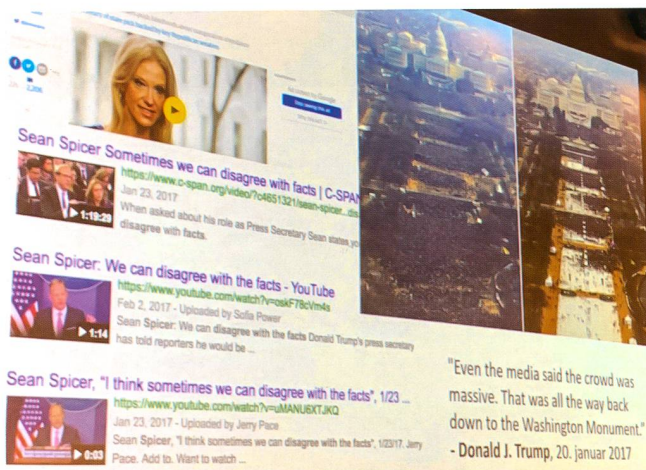 2,20K
Sean Spicer Sometimes we can disagree with facts | C-SPAN
https://www.c-span.org/video/?c4651321/sean-spicer...dis
Jan 23, 2017
When asked about his role as Press Secretary Sean states, yo
disagree with facts.
1:19:29
Sean Spicer: We can disagree with the facts - YouTube
https://www.youtube.com/watch?v=oskF78cVm4s
Feb 2, 2017 - Uploaded by Sofia Power
Sean Spicer: We can disagree with the facts Donald Trump's press secretary
has told reporters he would be ...
1:14
Sean Spicer, "I think sometimes we can disagree with the facts", 1/23 ...
https://www.youtube.com/watch?v=uMANU6XTJKQ
Jan 23, 2017 - Uploaded by Jerry Pace
Sean Spicer, "I think sometimes we can disagree with the facts", 1/23/17. Jerry
Pace. Add to. Want to watch ...
0:03
"Even the media said the crowd was
massive. That was all the way back
down to the Washington Monument."
- Donald J. Trump, 20. januar 2017